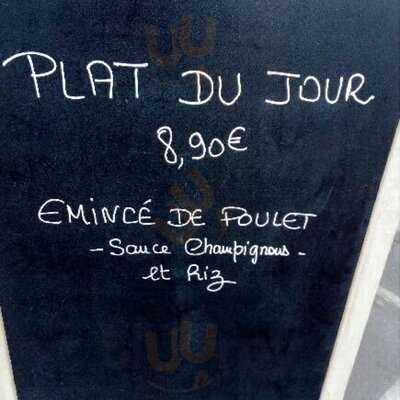 PLAT DU JOUR
8,90€
EMINCÉ DE POULET
- Sauce Champignons -
et Riz